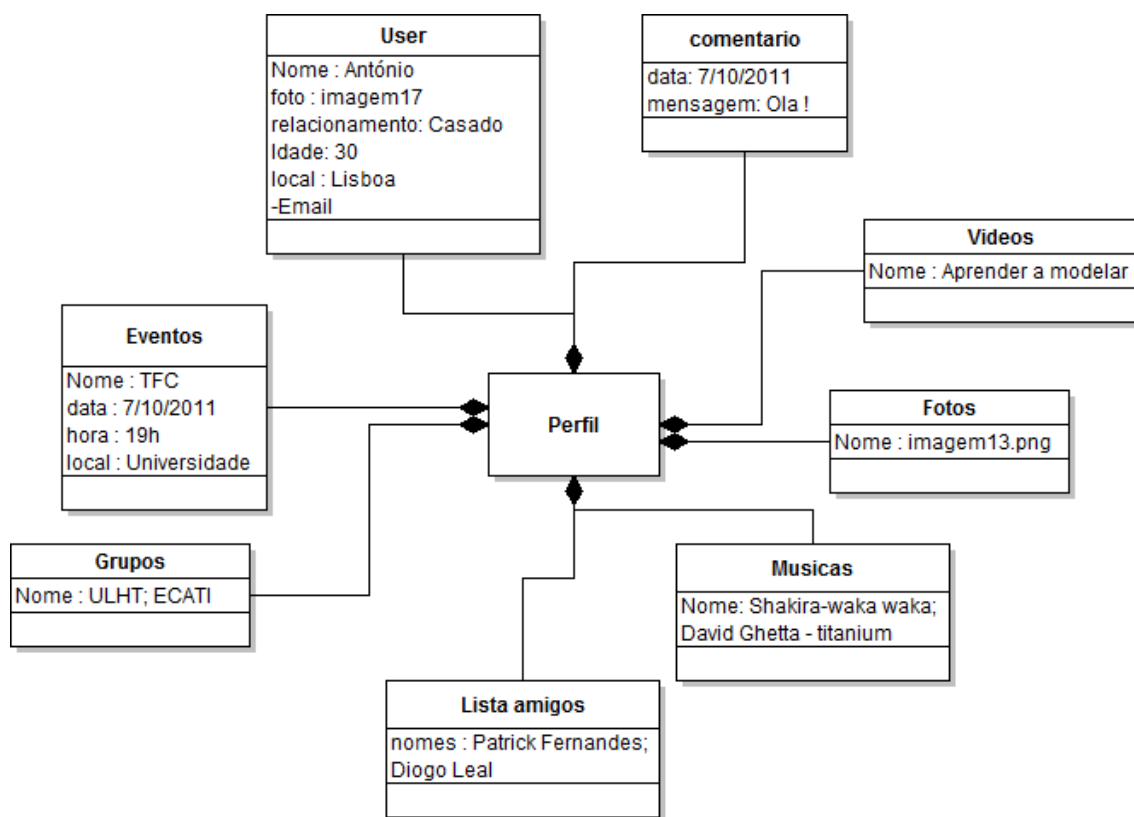 User
Nome : António
foto : imagem17
relacionamento: Casado
Idade: 30
local : Lisboa
-Email
comentario
data: 7/10/2011
mensagem: Ola !
Videos
Nome : Aprender a modelar
Eventos
Nome : TFC
data : 7/10/2011
hora : 19h
local : Universidade
Perfil
Fotos
Nome : imagem13.png
Grupos
Nome : ULHT; ECATI
Musicas
Nome: Shakira-waka waka;
David Ghetta - titanium
Lista amigos
nomes : Patrick Fernandes;
Diogo Leal